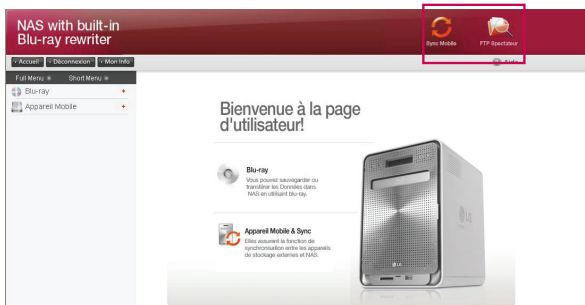 NAS with built-in
Blu-ray rewriter
Sync Mobile
FTP Spectateur
Accueil
Déconnexion
Mon Info
Aide
Full Menu
Short Menu
Blu-ray
Appareil Mobile
Bienvenue à la page
d'utilisateur!
Blu-ray
Vous pouvez sauvegarder ou
transférer les Données dans
NAS en utilisant blu-ray.
Appareil Mobile & Sync
Elles assurent la fonction de
synchronisation entre les appareils
de stockage externes et NAS.
LG
LG